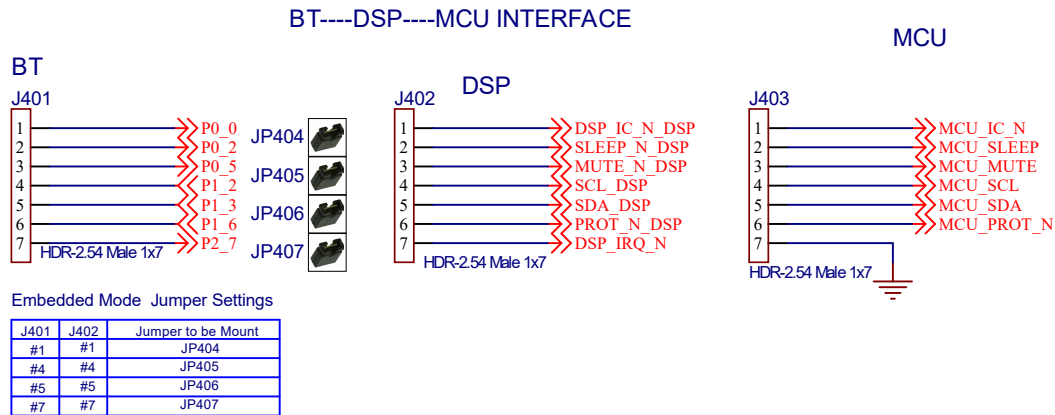 BT----DSP----MCU INTERFACE
MCU
BT
DSP
J401
J402
J403
1 P0_0
2 P0_2
3 P0_5
4 P1_2
5 P1_3
6 P1_6
7 P2_7
HDR-2.54 Male 1x7
JP404
JP405
JP406
JP407
1 DSP_IC_N_DSP
2 SLEEP_N_DSP
3 MUTE_N_DSP
4 SCL_DSP
5 SDA_DSP
6 PROT_N_DSP
7 DSP_IRQ_N
HDR-2.54 Male 1x7
1 MCU_IC_N
2 MCU_SLEEP
3 MCU_MUTE
4 MCU_SCL
5 MCU_SDA
6 MCU_PROT_N
7
HDR-2.54 Male 1x7
Embedded Mode Jumper Settings
J401 J402 Jumper to be Mount
#1 #1 JP404
#4 #4 JP405
#5 #5 JP406
#7 #7 JP407